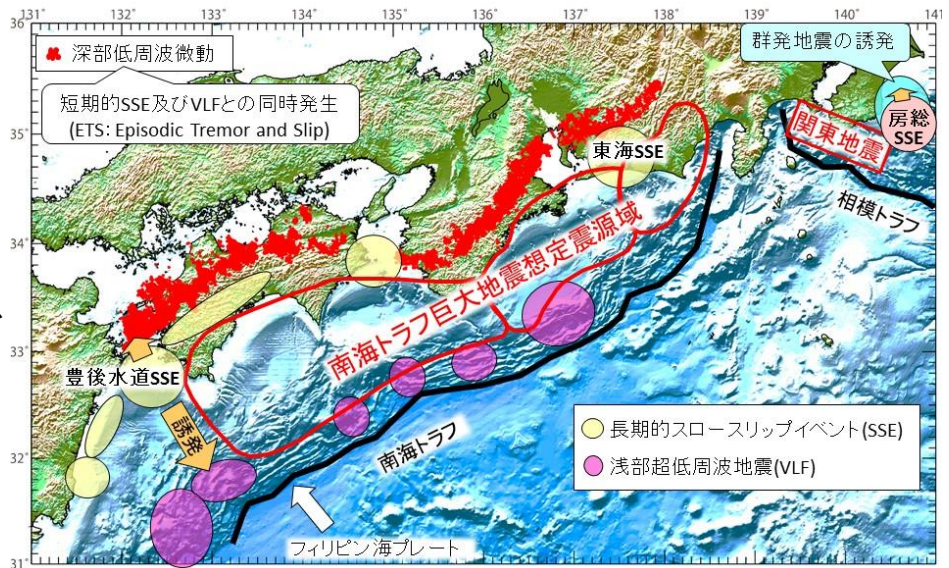 131° 132° 133° 134° 135° 136° 137° 138° 139° 140° 141°
36°
深部低周波微動
群発地震の誘発
短期的SSE及びVLFとの同時発生
(ETS: Episodic Tremor and Slip)
房総
SSE
35°
東海SSE
関東地震
相模トラフ
34°
南海トラフ巨大地震想定震源域
33°
豊後水道SSE
誘発
長期的スロースリップイベント(SSE)
南海トラフ
浅部超低周波地震(VLF)
32°
フィリピン海プレート
31°